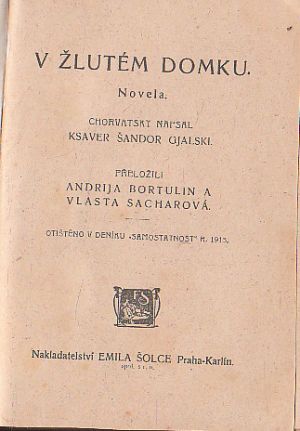 V ŽLUTÉM DOMKU.
Novela.
CHORVATSKY NAPSAL
KSAVER ŠANDOR GJALSKI.
PŘELOŽILI
ANDRIJA BORTULIN A
VLASTA SACHAROVÁ.
OTIŠTĚNO V DENÍKU „SAMOSTATNOST“ R. 1913.
Nakladatelství EMILA ŠOLCE Praha-Karlín.
spol. s r. o.